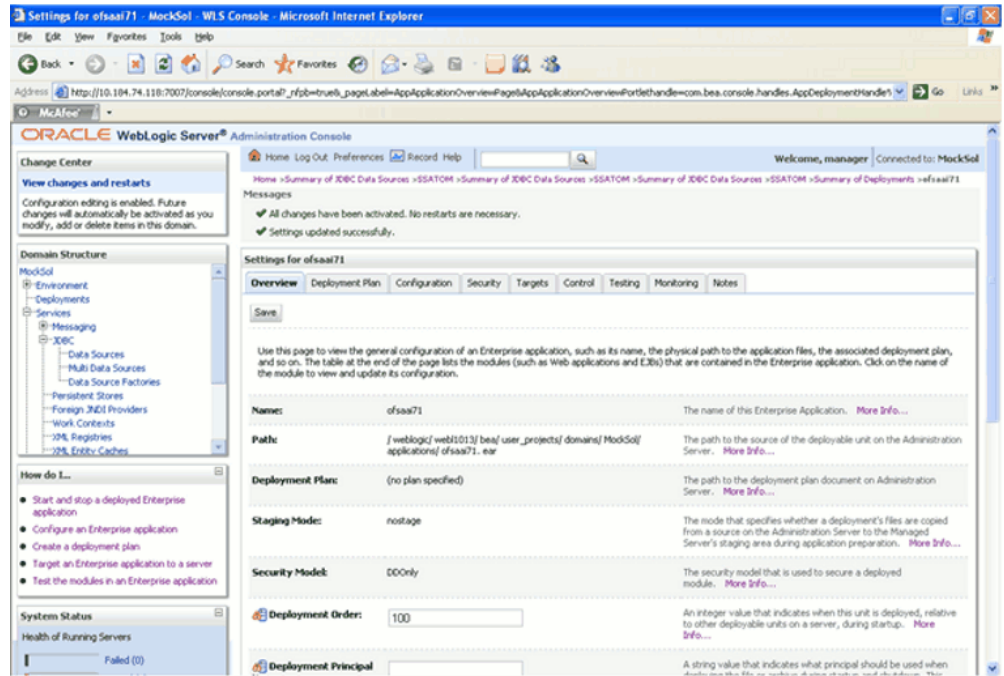 Settings for ofsaai71 - MockSol - WLS Console - Microsoft Internet Explorer
File Edit View Favorites Tools Help
Back Search Favorites
Address http://10.184.74.118:7007/console/console.portal?_nfpb=true&_pageLabel=AppApplicationOverviewPage&AppApplicationOverviewPortlethandle=com.bea.console.handles.AppDeploymentHandle% Go Links
McAfee
ORACLE WebLogic Server® Administration Console
Change Center
View changes and restarts
Configuration editing is enabled. Future
changes will automatically be activated as you
modify, add or delete items in this domain.
Domain Structure
MockSol
Environment
Deployments
Services
Messaging
JDBC
Data Sources
Multi Data Sources
Data Source Factories
Persistent Stores
Foreign JNDI Providers
Work Contexts
XML Registries
XML Entity Caches
How do I...
Start and stop a deployed Enterprise
application
Configure an Enterprise application
Create a deployment plan
Target an Enterprise application to a server
Test the modules in an Enterprise application
System Status
Health of Running Servers
Failed (0)
Home Log Out Preferences Record Help
Welcome, manager Connected to: MockSol
Home >Summary of JDBC Data Sources >SSATOM >Summary of JDBC Data Sources >SSATOM >Summary of JDBC Data Sources >SSATOM >Summary of Deployments >ofsaai71
Messages
All changes have been activated. No restarts are necessary.
Settings updated successfully.
Settings for ofsaai71
Overview Deployment Plan Configuration Security Targets Control Testing Monitoring Notes
Save
Use this page to view the general configuration of an Enterprise application, such as its name, the physical path to the application files, the associated deployment plan,
and so on. The table at the end of the page lists the modules (such as Web applications and EJBs) that are contained in the Enterprise application. Click on the name of
the module to view and update its configuration.
Name: ofsaai71 The name of this Enterprise Application. More Info...
Path: / weblogic/ webl1013/ bea/ user_projects/ domains/ MockSol/ The path to the source of the deployable unit on the Administration
applications/ ofsaai71. ear Server. More Info...
Deployment Plan: (no plan specified) The path to the deployment plan document on Administration
Server. More Info...
Staging Mode: nostage The mode that specifies whether a deployment's files are copied
from a source on the Administration Server to the Managed
Server's staging area during application preparation. More Info...
Security Model: DDOnly The security model that is used to secure a deployed
module. More Info...
Deployment Order: 100 An integer value that indicates when this unit is deployed, relative
to other deployable units on a server, during startup. More
Info...
Deployment Principal A string value that indicates what principal should be used when
deploying the file or archive during startup and shutdown. This